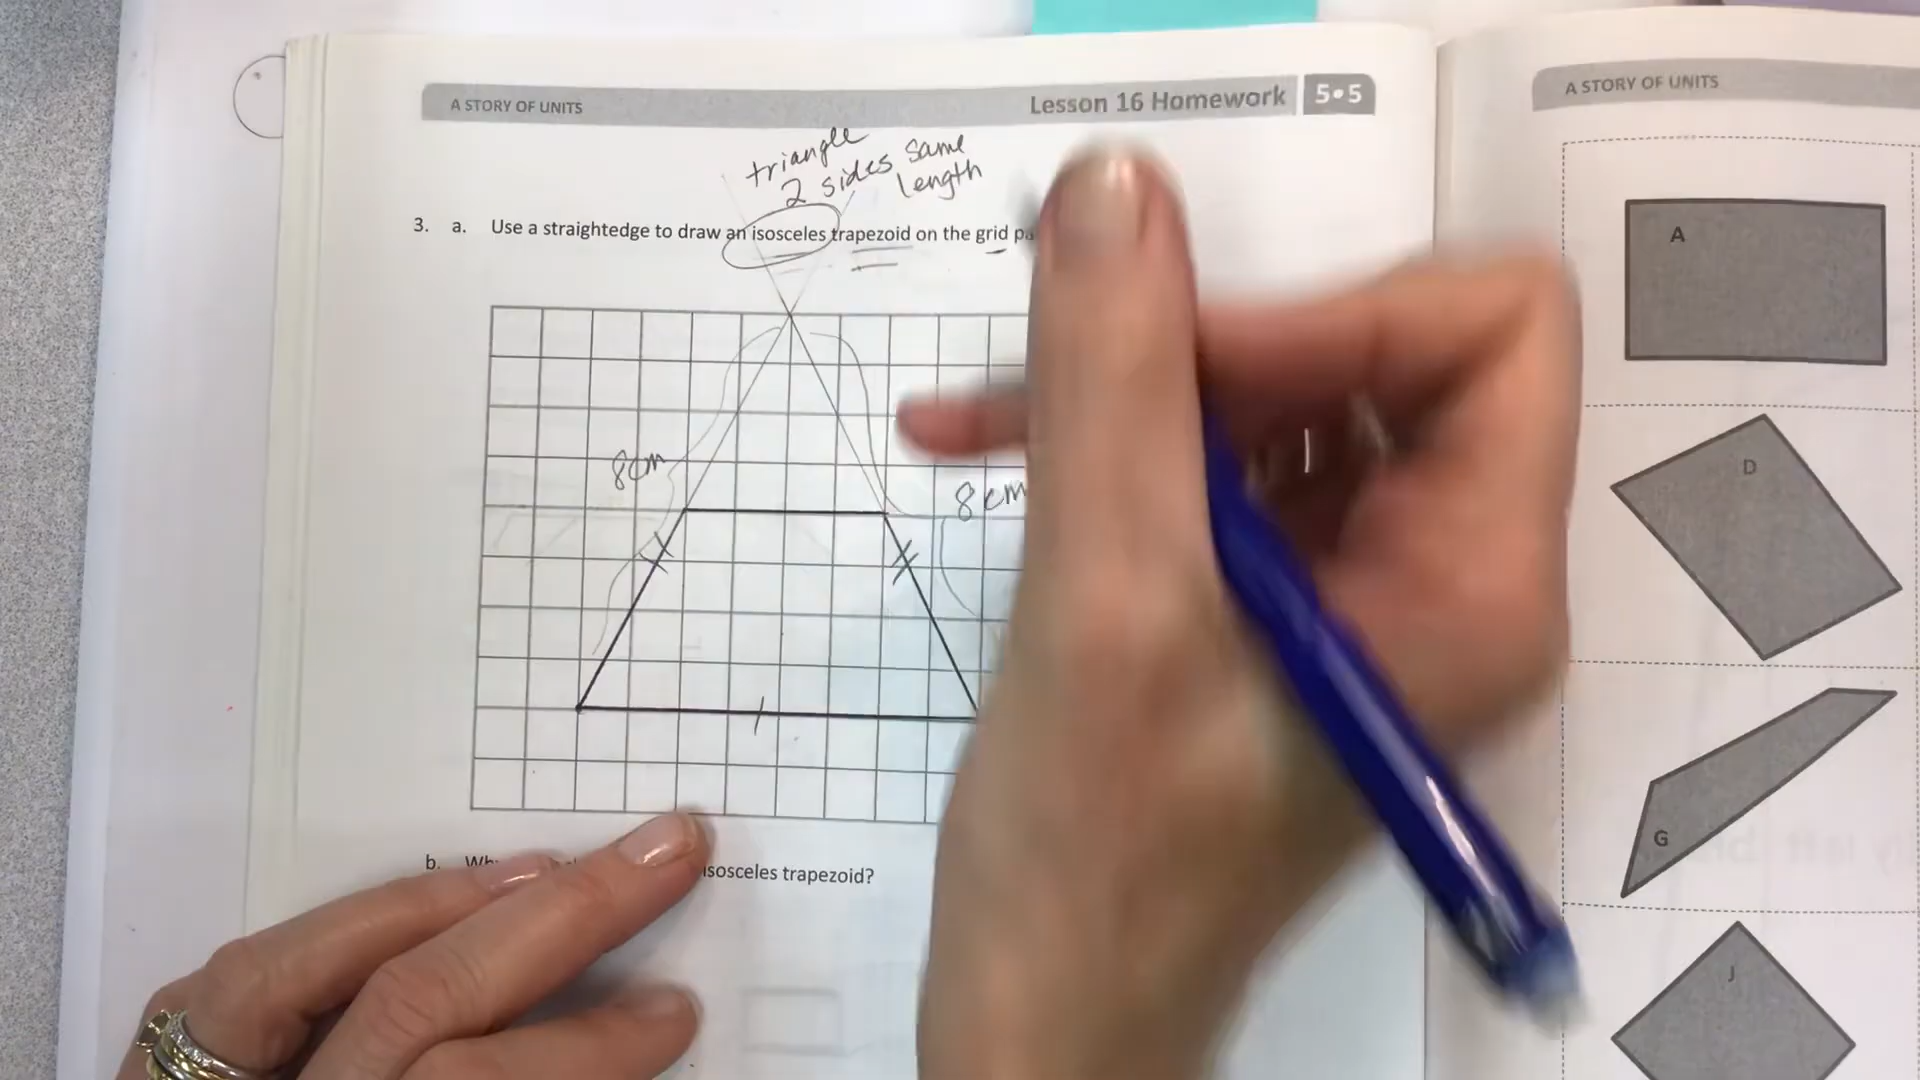 A STORY OF UNITS
Lesson 16 Homework 5•5
triangle
2 sides same
length
3. a. Use a straightedge to draw an isosceles trapezoid on the grid
8cm
8cm
b. isosceles trapezoid?
A STORY OF UNITS
A
D
G
J